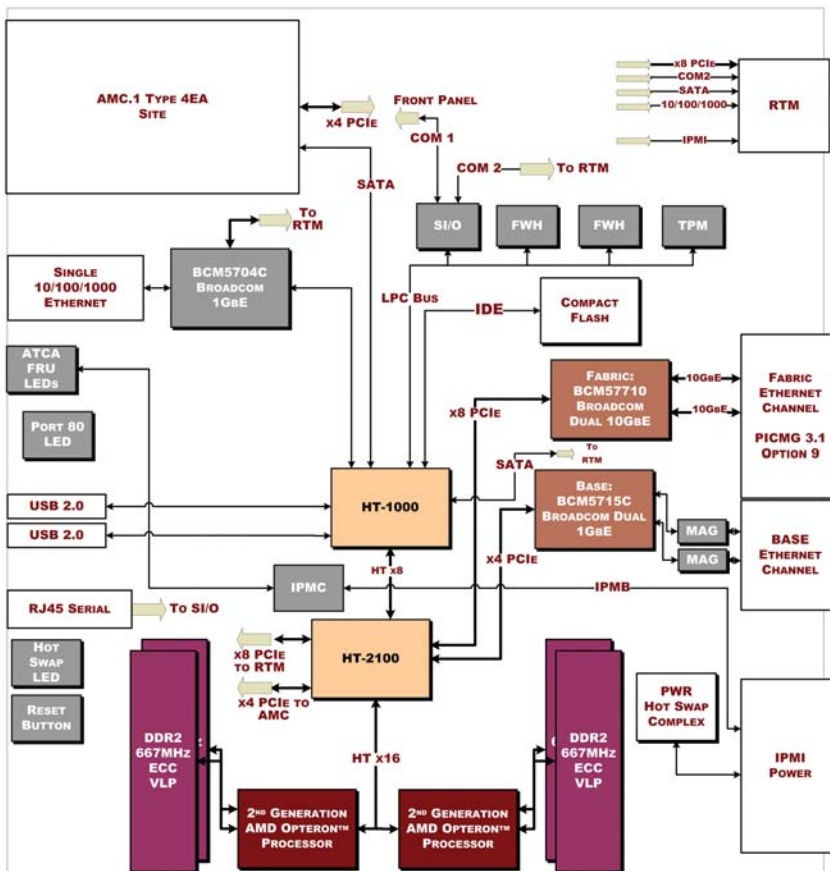 AMC.1 TYPE 4EA
SITE
X4 PCIE
FRONT PANEL
COM 1
COM 2
TO RTM
X8 PCIE
COM2
SATA
10/100/1000
IPMI
RTM
SATA
TO
RTM
SI/O
FWH
FWH
TPM
SINGLE
10/100/1000
ETHERNET
BCM5704C
BROADCOM
1GBE
LPC BUS
IDE
COMPACT
FLASH
ATCA
FRU
LEDS
PORT 80
LED
X8 PCIE
FABRIC:
BCM57710
BROADCOM
DUAL 10GBE
10GBE
10GBE
FABRIC
ETHERNET
CHANNEL
PICMG 3.1
OPTION 9
SATA
TO
RTM
USB 2.0
USB 2.0
HT-1000
BASE:
BCM5715C
BROADCOM DUAL
1GBE
MAG
MAG
BASE
ETHERNET
CHANNEL
X4 PCIE
HT X8
IPMC
IPMB
RJ45 SERIAL
TO SI/O
HOT
SWAP
LED
RESET
BUTTON
X8 PCIE
TO RTM
X4 PCIE TO
AMC
HT-2100
HT X16
PWR
HOT SWAP
COMPLEX
IPMI
POWER
DDR2
667MHZ
ECC
VLP
DDR2
667MHZ
ECC
VLP
2ND GENERATION
AMD OPTERON™
PROCESSOR
2ND GENERATION
AMD OPTERON™
PROCESSOR